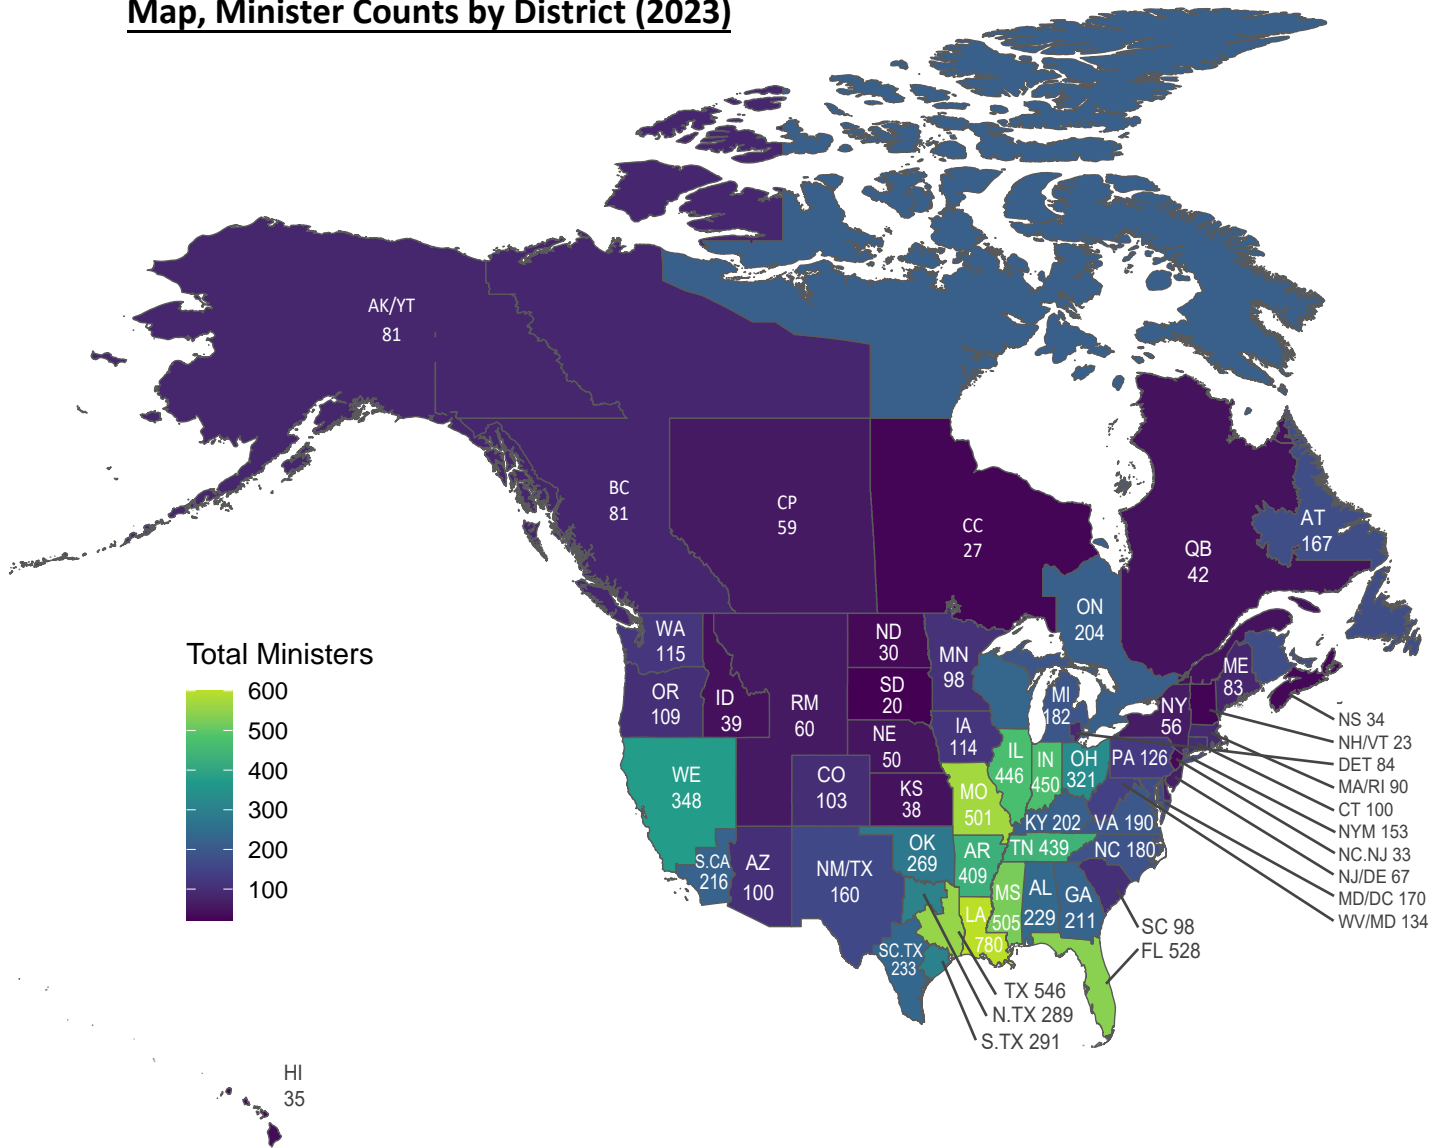 Map, Minister Counts by District (2023)
AK/YT
81
BC
81
CP
59
CC
27
QB
42
AT
167
ON
204
Total Ministers
600
500
400
300
200
100
WA
115
OR
109
ID
39
RM
60
ND
30
SD
20
NE
50
KS
38
MN
98
IA
114
MO
501
WE
348
S.CA
216
AZ
100
CO
103
NM/TX
160
OK
269
AR
409
SC.TX
233
LA
780
MS
505
AL
229
GA
211
TN 439
KY 202
IL
446
IN
450
OH
321
MI
182
PA 126
VA 190
NC 180
NY
56
ME
83
NS 34
NH/VT 23
DET 84
MA/RI 90
CT 100
NYM 153
NC.NJ 33
NJ/DE 67
MD/DC 170
WV/MD 134
SC 98
FL 528
TX 546
N.TX 289
S.TX 291
HI
35